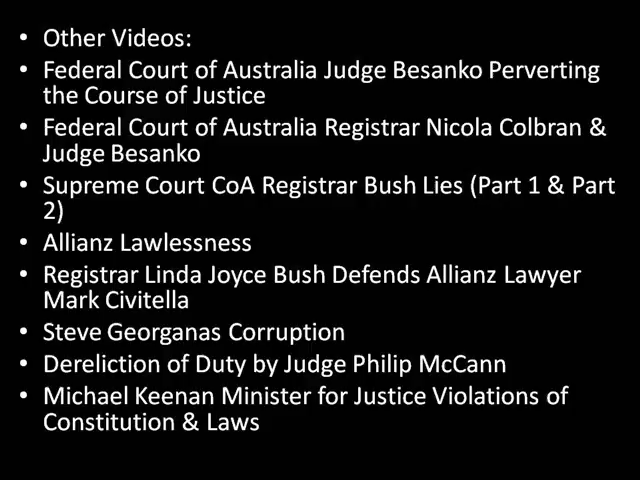 • Other Videos:
• Federal Court of Australia Judge Besanko Perverting
the Course of Justice
• Federal Court of Australia Registrar Nicola Colbran &
Judge Besanko
• Supreme Court CoA Registrar Bush Lies (Part 1 & Part
2)
• Allianz Lawlessness
• Registrar Linda Joyce Bush Defends Allianz Lawyer
Mark Civitella
• Steve Georganas Corruption
• Dereliction of Duty by Judge Philip McCann
• Michael Keenan Minister for Justice Violations of
Constitution & Laws